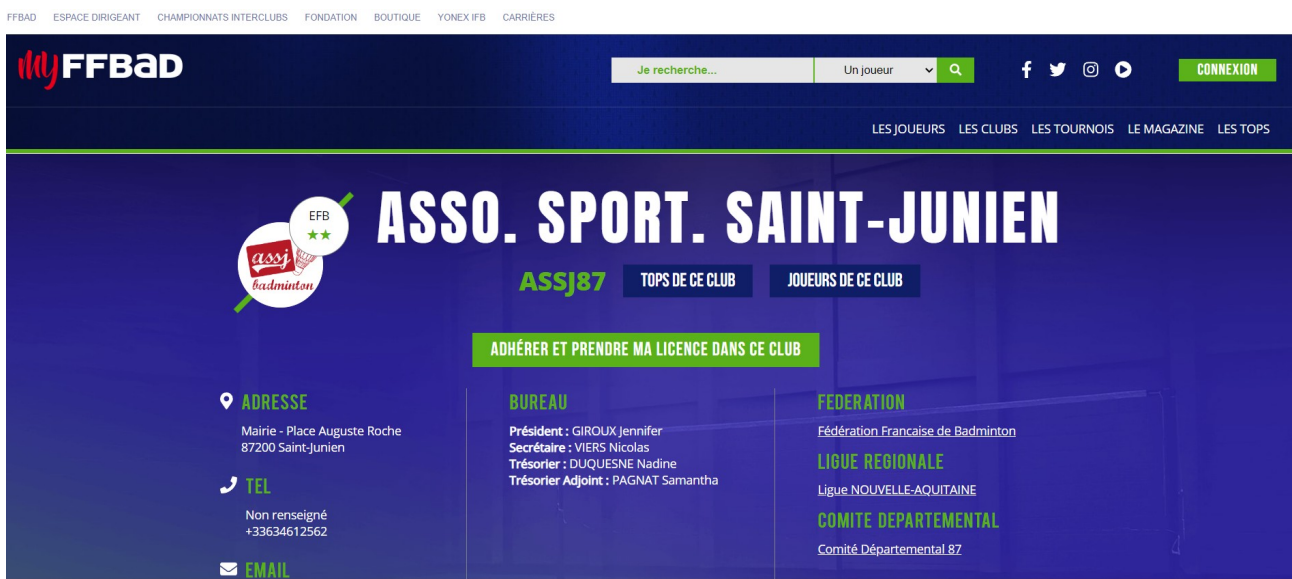 FFBAD ESPACE DIRIGEANT CHAMPIONNATS INTERCLUBS FONDATION BOUTIQUE YONEX IFB CARRIÈRES
MyFFBaD
Je recherche...
Un joueur
CONNEXION
LES JOUEURS LES CLUBS LES TOURNOIS LE MAGAZINE LES TOPS
EFB
assj
badminton
ASSO. SPORT. SAINT-JUNIEN
ASSJ87 TOPS DE CE CLUB JOUEURS DE CE CLUB
ADHÉRER ET PRENDRE MA LICENCE DANS CE CLUB
ADRESSE
Mairie - Place Auguste Roche
87200 Saint-Junien
TEL
Non renseigné
+33634612562
EMAIL
BUREAU
Président : GIROUX Jennifer
Secrétaire : VIERS Nicolas
Trésorier : DUQUESNE Nadine
Trésorier Adjoint : PAGNAT Samantha
FEDERATION
Fédération Francaise de Badminton
LIGUE REGIONALE
Ligue NOUVELLE-AQUITAINE
COMITE DEPARTEMENTAL
Comité Départemental 87